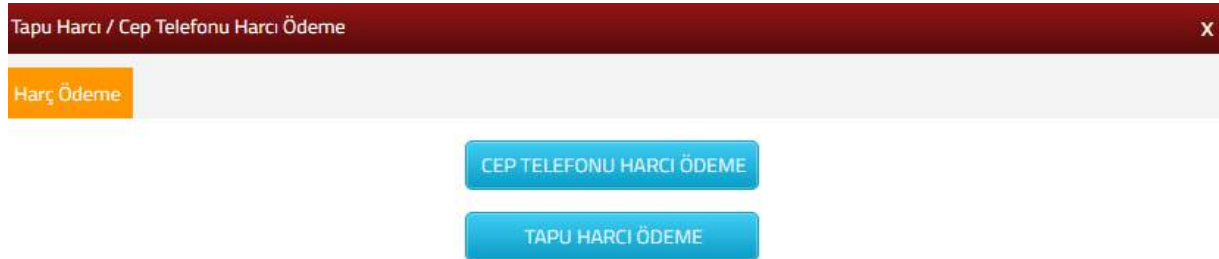 Tapu Harcı / Cep Telefonu Harcı Ödeme
X
Harç Ödeme
CEP TELEFONU HARCI ÖDEME
TAPU HARCI ÖDEME